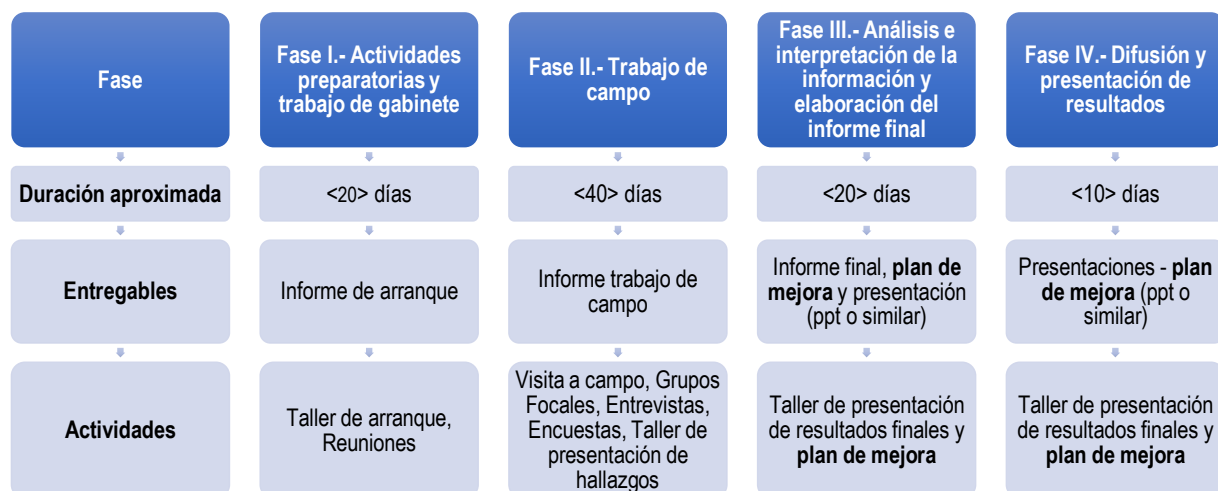 Fase
Fase I.- Actividades
preparatorias y
trabajo de gabinete
Fase II.- Trabajo de
campo
Fase III.- Análisis e
interpretación de la
información y
elaboración del
informe final
Fase IV.- Difusión y
presentación de
resultados
Duración aproximada
<20> días
<40> días
<20> días
<10> días
Entregables
Informe de arranque
Informe trabajo de
campo
Informe final, plan de
mejora y presentación
(ppt o similar)
Presentaciones - plan
de mejora (ppt o
similar)
Actividades
Taller de arranque,
Reuniones
Visita a campo, Grupos
Focales, Entrevistas,
Encuestas, Taller de
presentación de
hallazgos
Taller de presentación
de resultados finales y
plan de mejora
Taller de presentación
de resultados finales y
plan de mejora